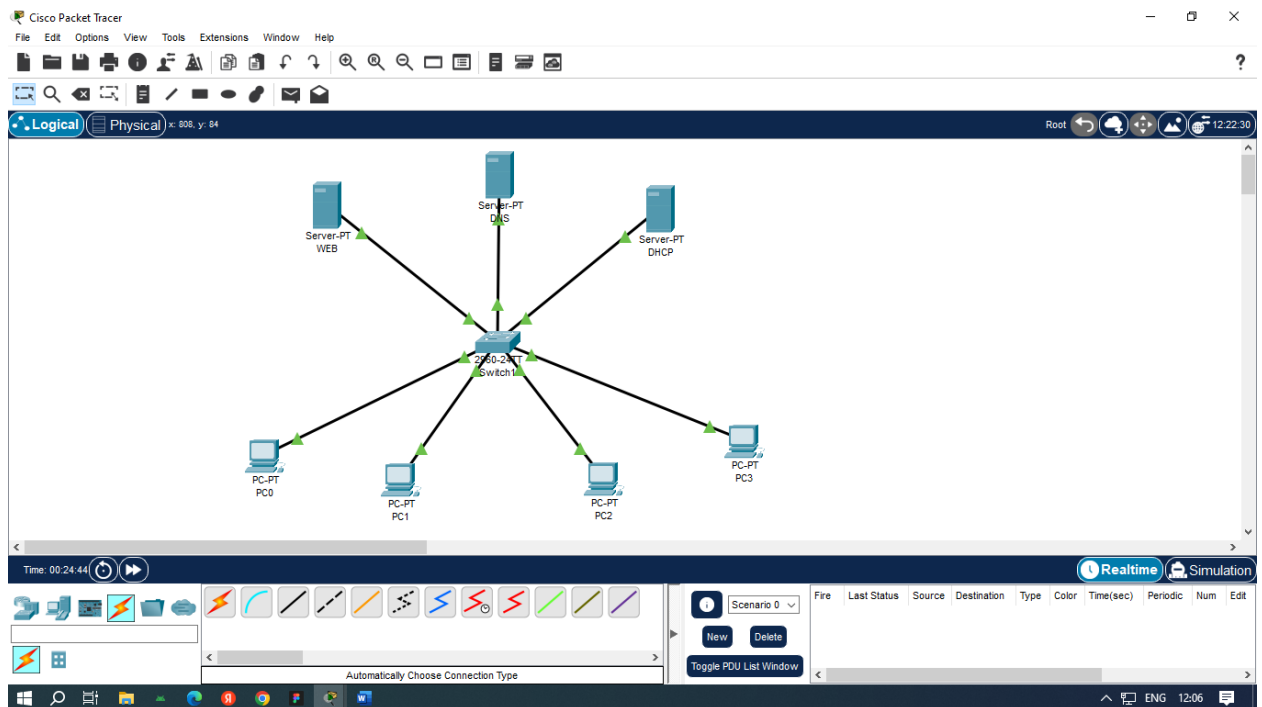 Cisco Packet Tracer
File Edit Options View Tools Extensions Window Help
?
Logical Physical x: 808, y: 84 Root 12:22:30
Server-PT
DNS
Server-PT
WEB
Server-PT
DHCP
2960-24TT
Switch1
PC-PT
PC0
PC-PT
PC1
PC-PT
PC2
PC-PT
PC3
Time: 00:24:44 Realtime Simulation
Scenario 0
New Delete
Toggle PDU List Window
Fire Last Status Source Destination Type Color Time(sec) Periodic Num Edit
Automatically Choose Connection Type
ENG 12:06